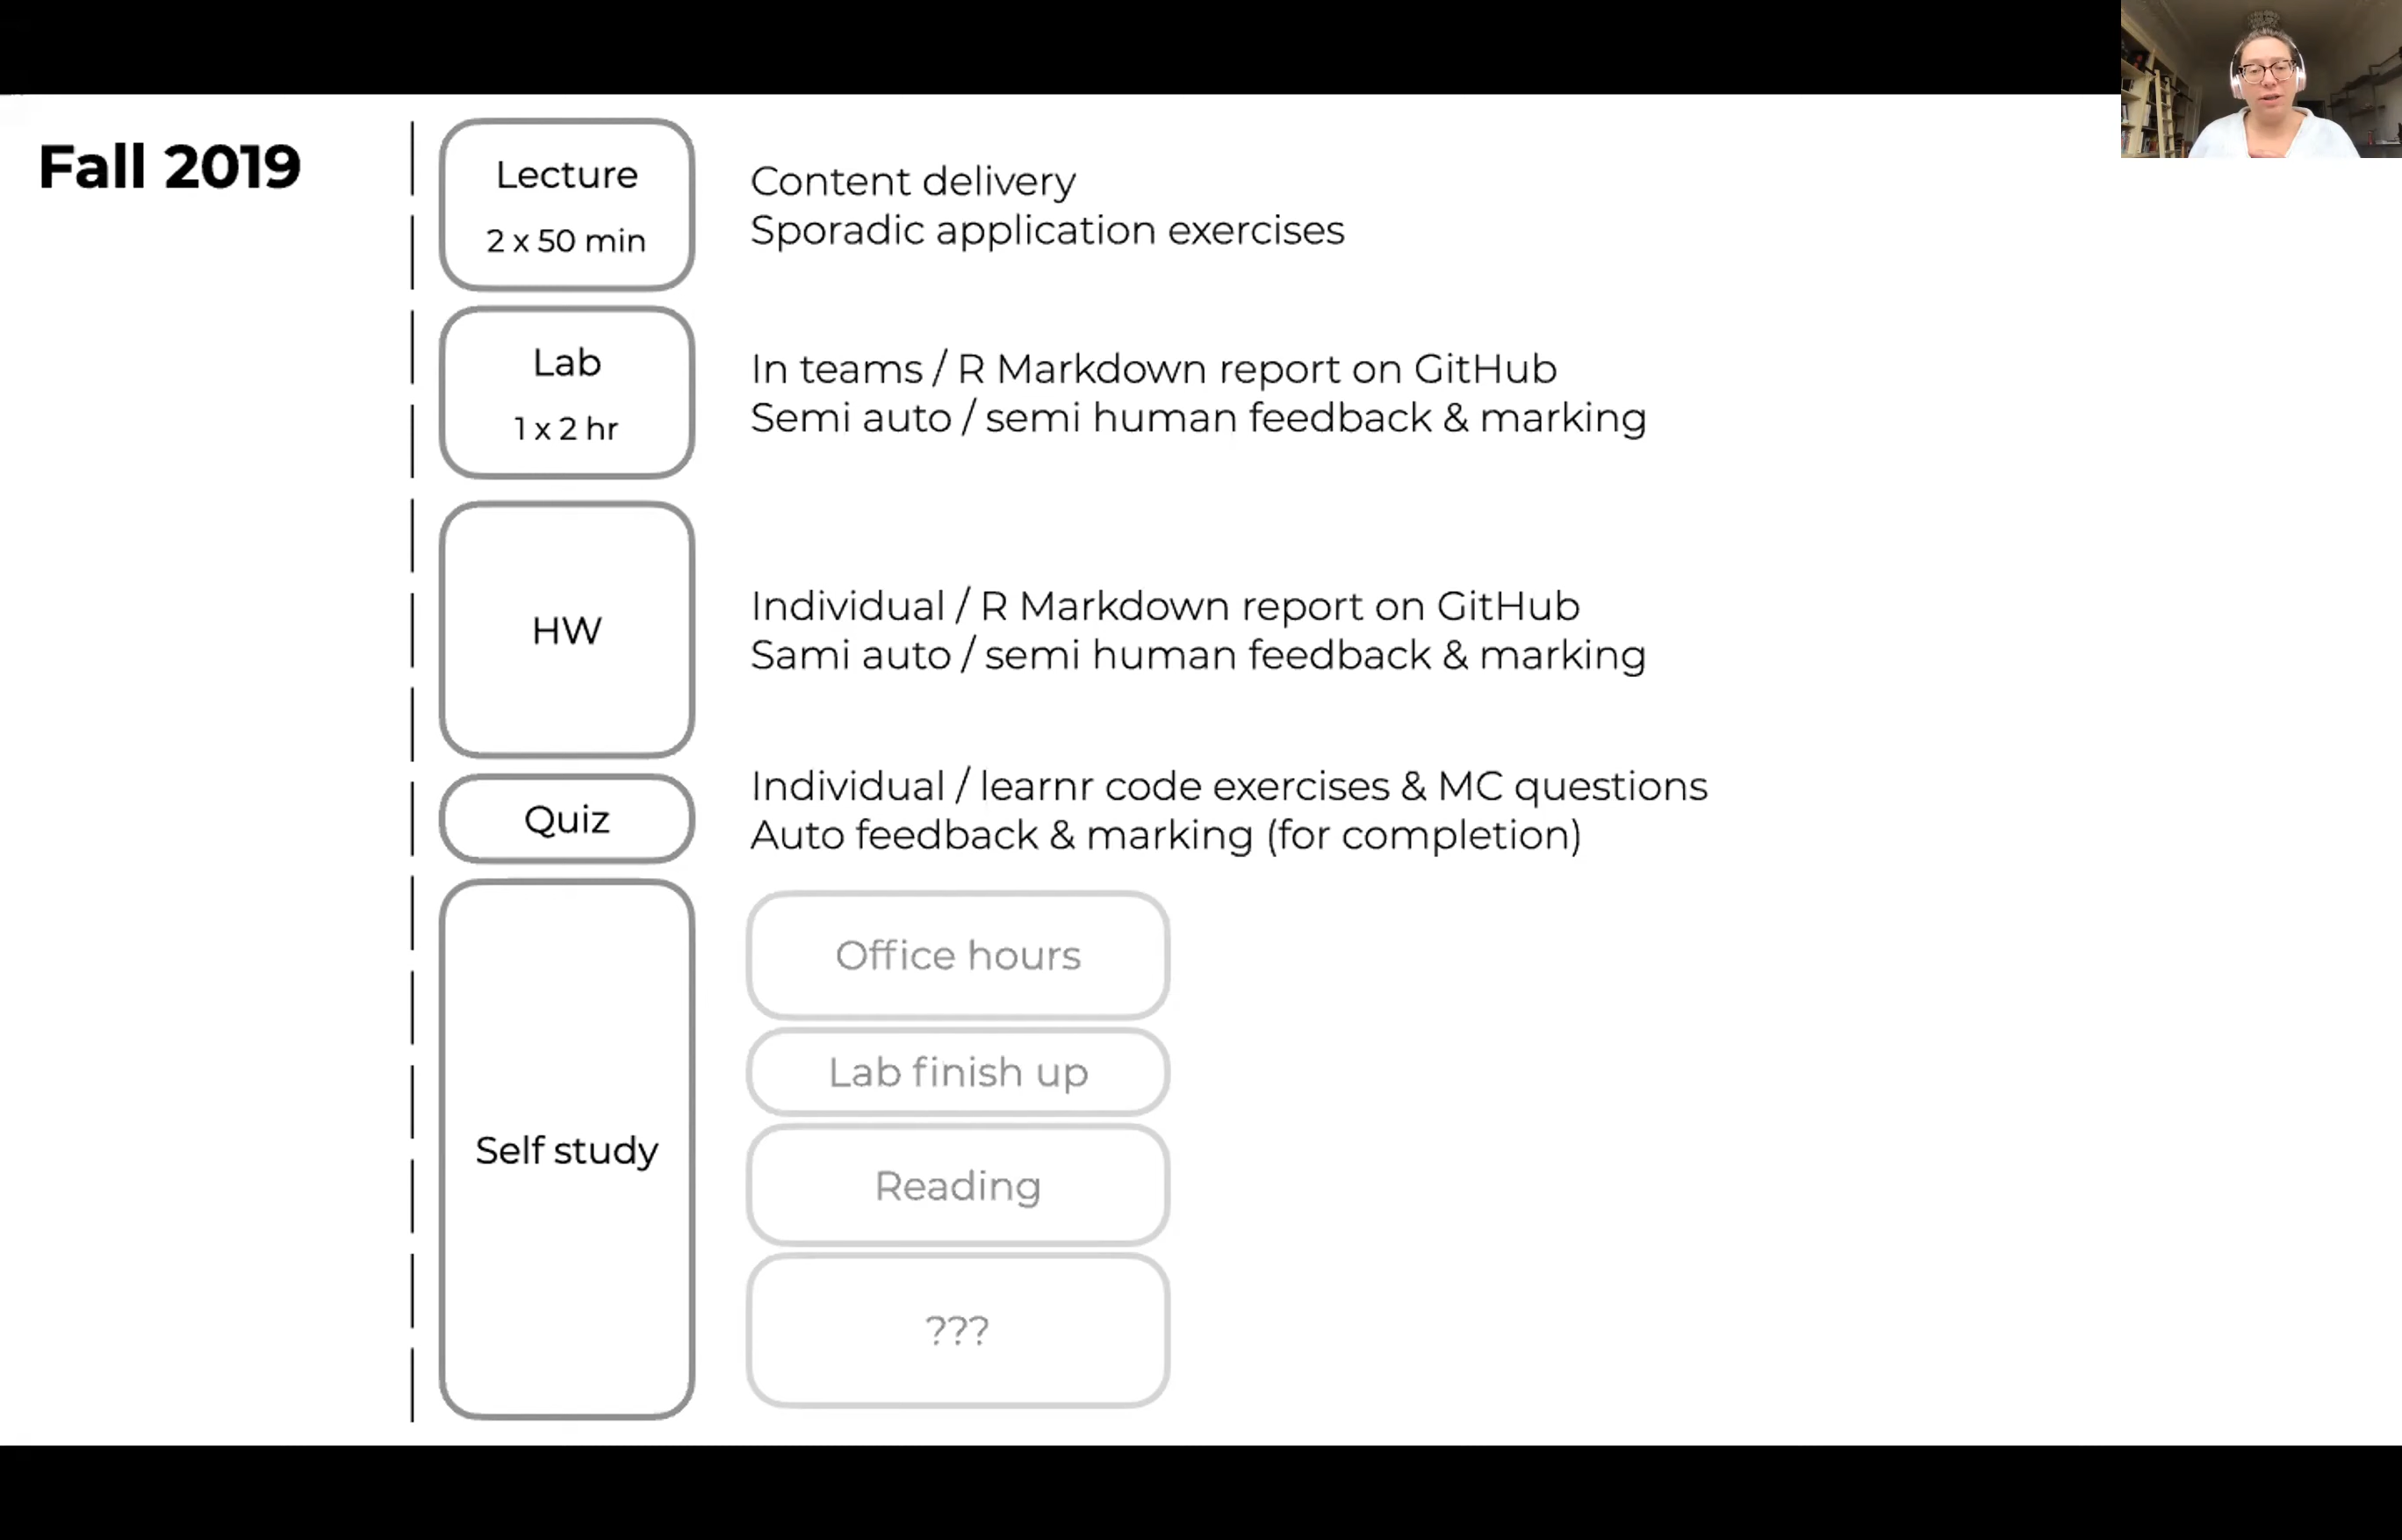 Fall 2019
Lecture
2 x 50 min
Content delivery
Sporadic application exercises
Lab
1 x 2 hr
In teams / R Markdown report on GitHub
Semi auto / semi human feedback & marking
HW
Individual / R Markdown report on GitHub
Sami auto / semi human feedback & marking
Quiz
Individual / learnr code exercises & MC questions
Auto feedback & marking (for completion)
Self study
Office hours
Lab finish up
Reading
???